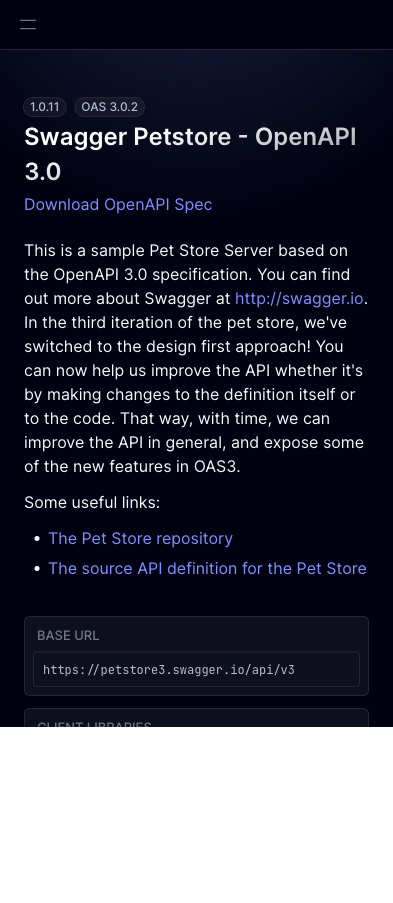 1.0.11 OAS 3.0.2
Swagger Petstore - OpenAPI
3.0
Download OpenAPI Spec
This is a sample Pet Store Server based on
the OpenAPI 3.0 specification. You can find
out more about Swagger at http://swagger.io.
In the third iteration of the pet store, we've
switched to the design first approach! You
can now help us improve the API whether it's
by making changes to the definition itself or
to the code. That way, with time, we can
improve the API in general, and expose some
of the new features in OAS3.
Some useful links:
• The Pet Store repository
• The source API definition for the Pet Store
BASE URL
https://petstore3.swagger.io/api/v3
CLIENT LIBRARIES